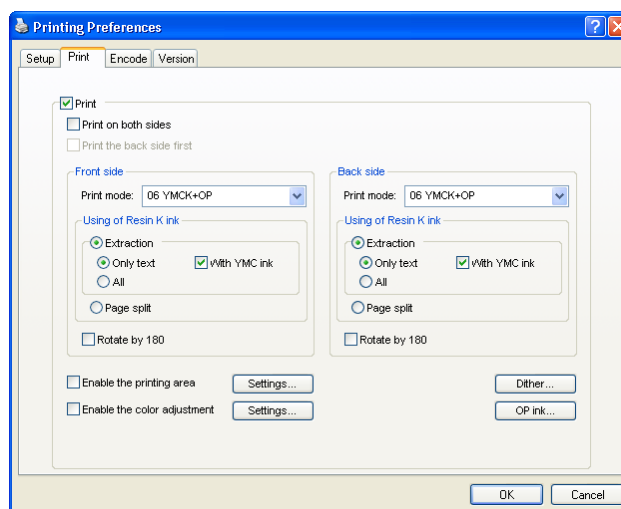 Printing Preferences
Setup Print Encode Version
Print
Print on both sides
Print the back side first
Front side Back side
Print mode: 06 YMCK+OP Print mode: 06 YMCK+OP
Using of Resin K ink Using of Resin K ink
Extraction Extraction
Only text With YMC ink Only text With YMC ink
All All
Page split Page split
Rotate by 180 Rotate by 180
Enable the printing area Settings... Dither...
Enable the color adjustment Settings... OP ink...
OK Cancel